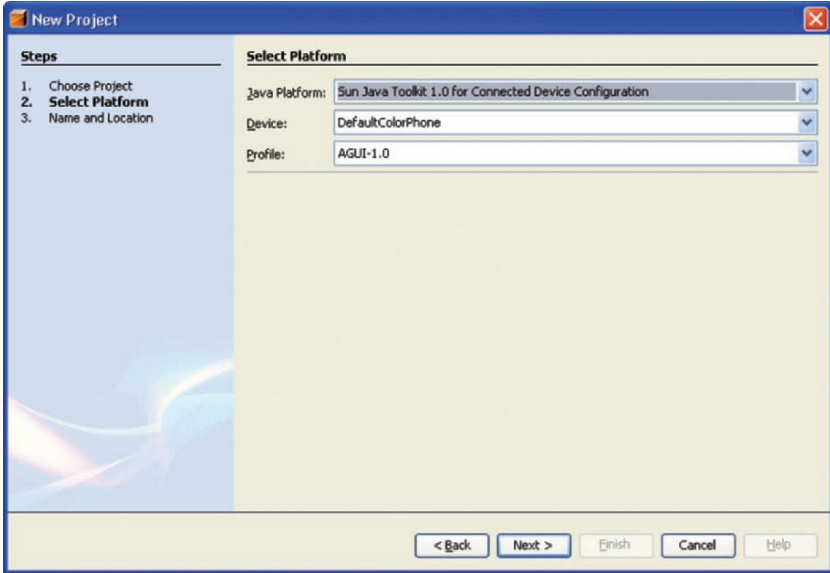 New Project
Steps
1. Choose Project
2. Select Platform
3. Name and Location
Select Platform
Java Platform: Sun Java Toolkit 1.0 for Connected Device Configuration
Device: DefaultColorPhone
Profile: AGUI-1.0
< Back Next > Finish Cancel Help